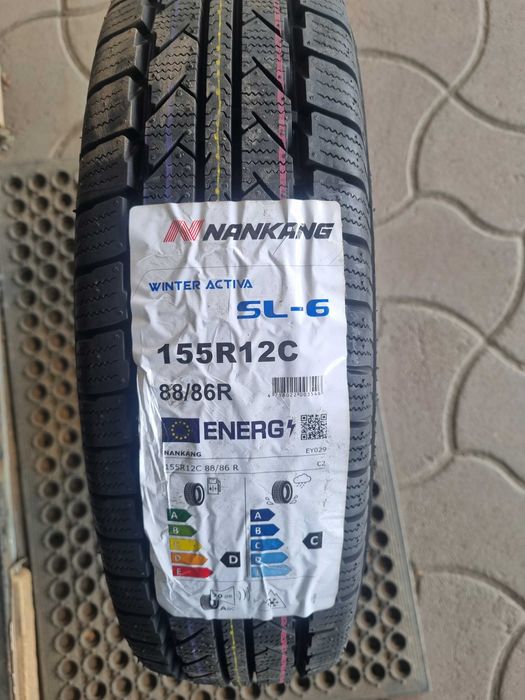 NANKANG
WINTER ACTIVA
SL-6
155R12C
88/86R
ENERG
NANKANG EY029
155R12C 88/86 R C2
A A
B B
C C C
D D D
E E